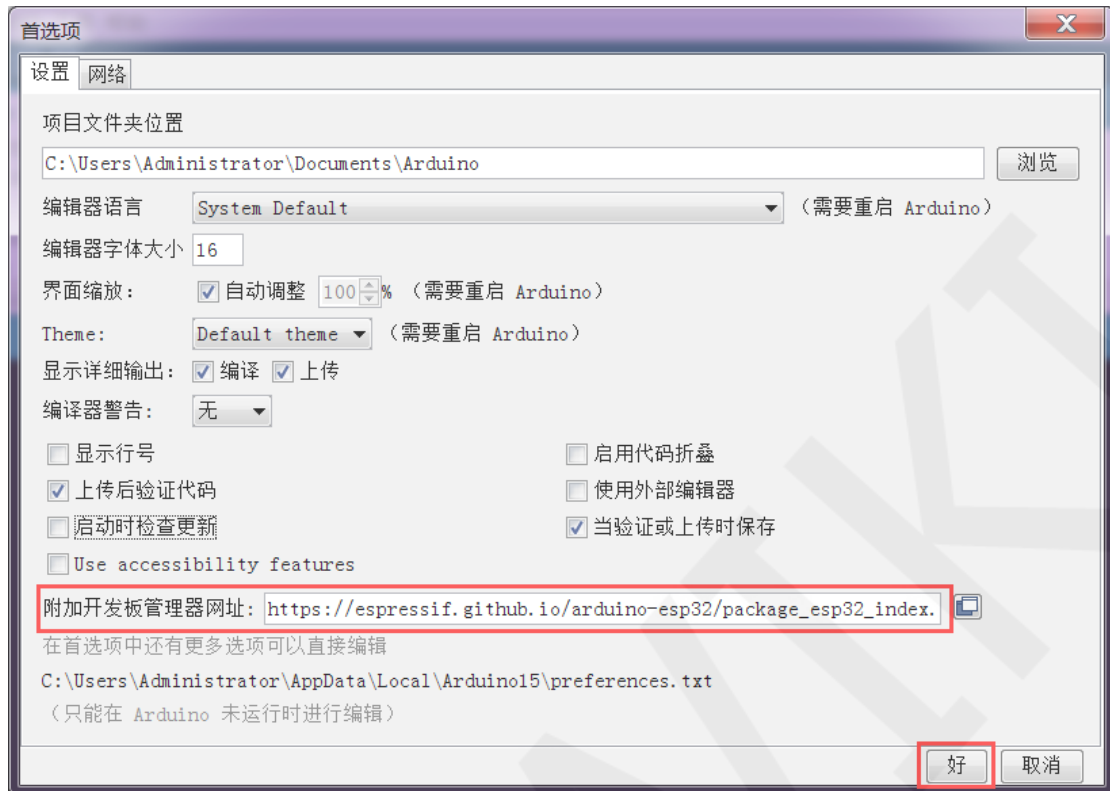 首选项
设置 网络
项目文件夹位置
C:\Users\Administrator\Documents\Arduino 浏览
编辑器语言 System Default (需要重启 Arduino)
编辑器字体大小 16
界面缩放: 自动调整 100% (需要重启 Arduino)
Theme: Default theme (需要重启 Arduino)
显示详细输出: 编译 上传
编译器警告: 无
显示行号 启用代码折叠
上传后验证代码 使用外部编辑器
启动时检查更新 当验证或上传时保存
Use accessibility features
附加开发板管理器网址: https://espressif.github.io/arduino-esp32/package_esp32_index.
在首选项中还有更多选项可以直接编辑
C:\Users\Administrator\AppData\Local\Arduino15\preferences.txt
(只能在 Arduino 未运行时进行编辑)
好 取消